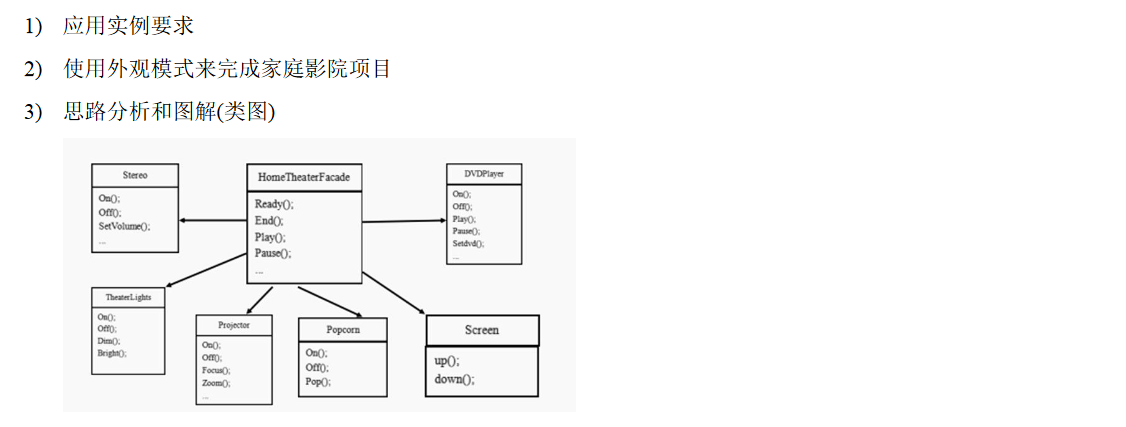 1) 应用实例要求
2) 使用外观模式来完成家庭影院项目
3) 思路分析和图解(类图)
Stereo
On();
Off();
SetVolume();
...
HomeTheaterFacade
Ready();
End();
Play();
Pause();
...
DVDPlayer
On();
Off();
Play();
Pause();
Setdvd();
...
TheaterLights
On();
Off();
Dim();
Bright();
Projector
On();
Off();
Focus();
Zoom();
...
Popcorn
On();
Off();
Pop();
Screen
up();
down();